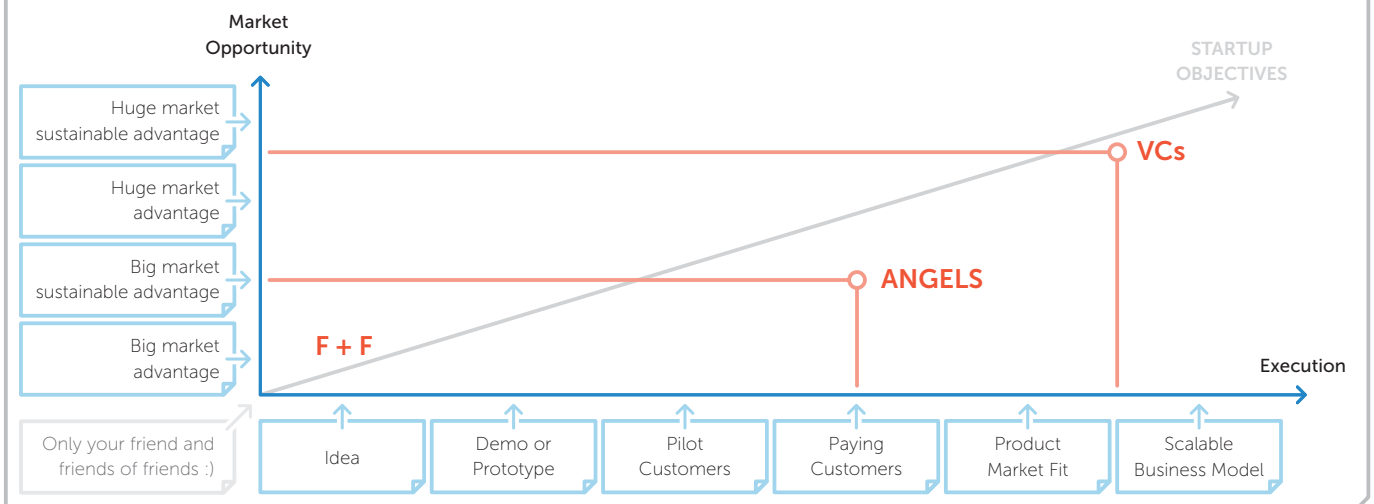 Market
Opportunity
STARTUP
OBJECTIVES
Huge market
sustainable advantage
VCs
Huge market
advantage
Big market
sustainable advantage
ANGELS
Big market
advantage
F + F
Execution
Only your friend and
friends of friends :)
Idea
Demo or
Prototype
Pilot
Customers
Paying
Customers
Product
Market Fit
Scalable
Business Model